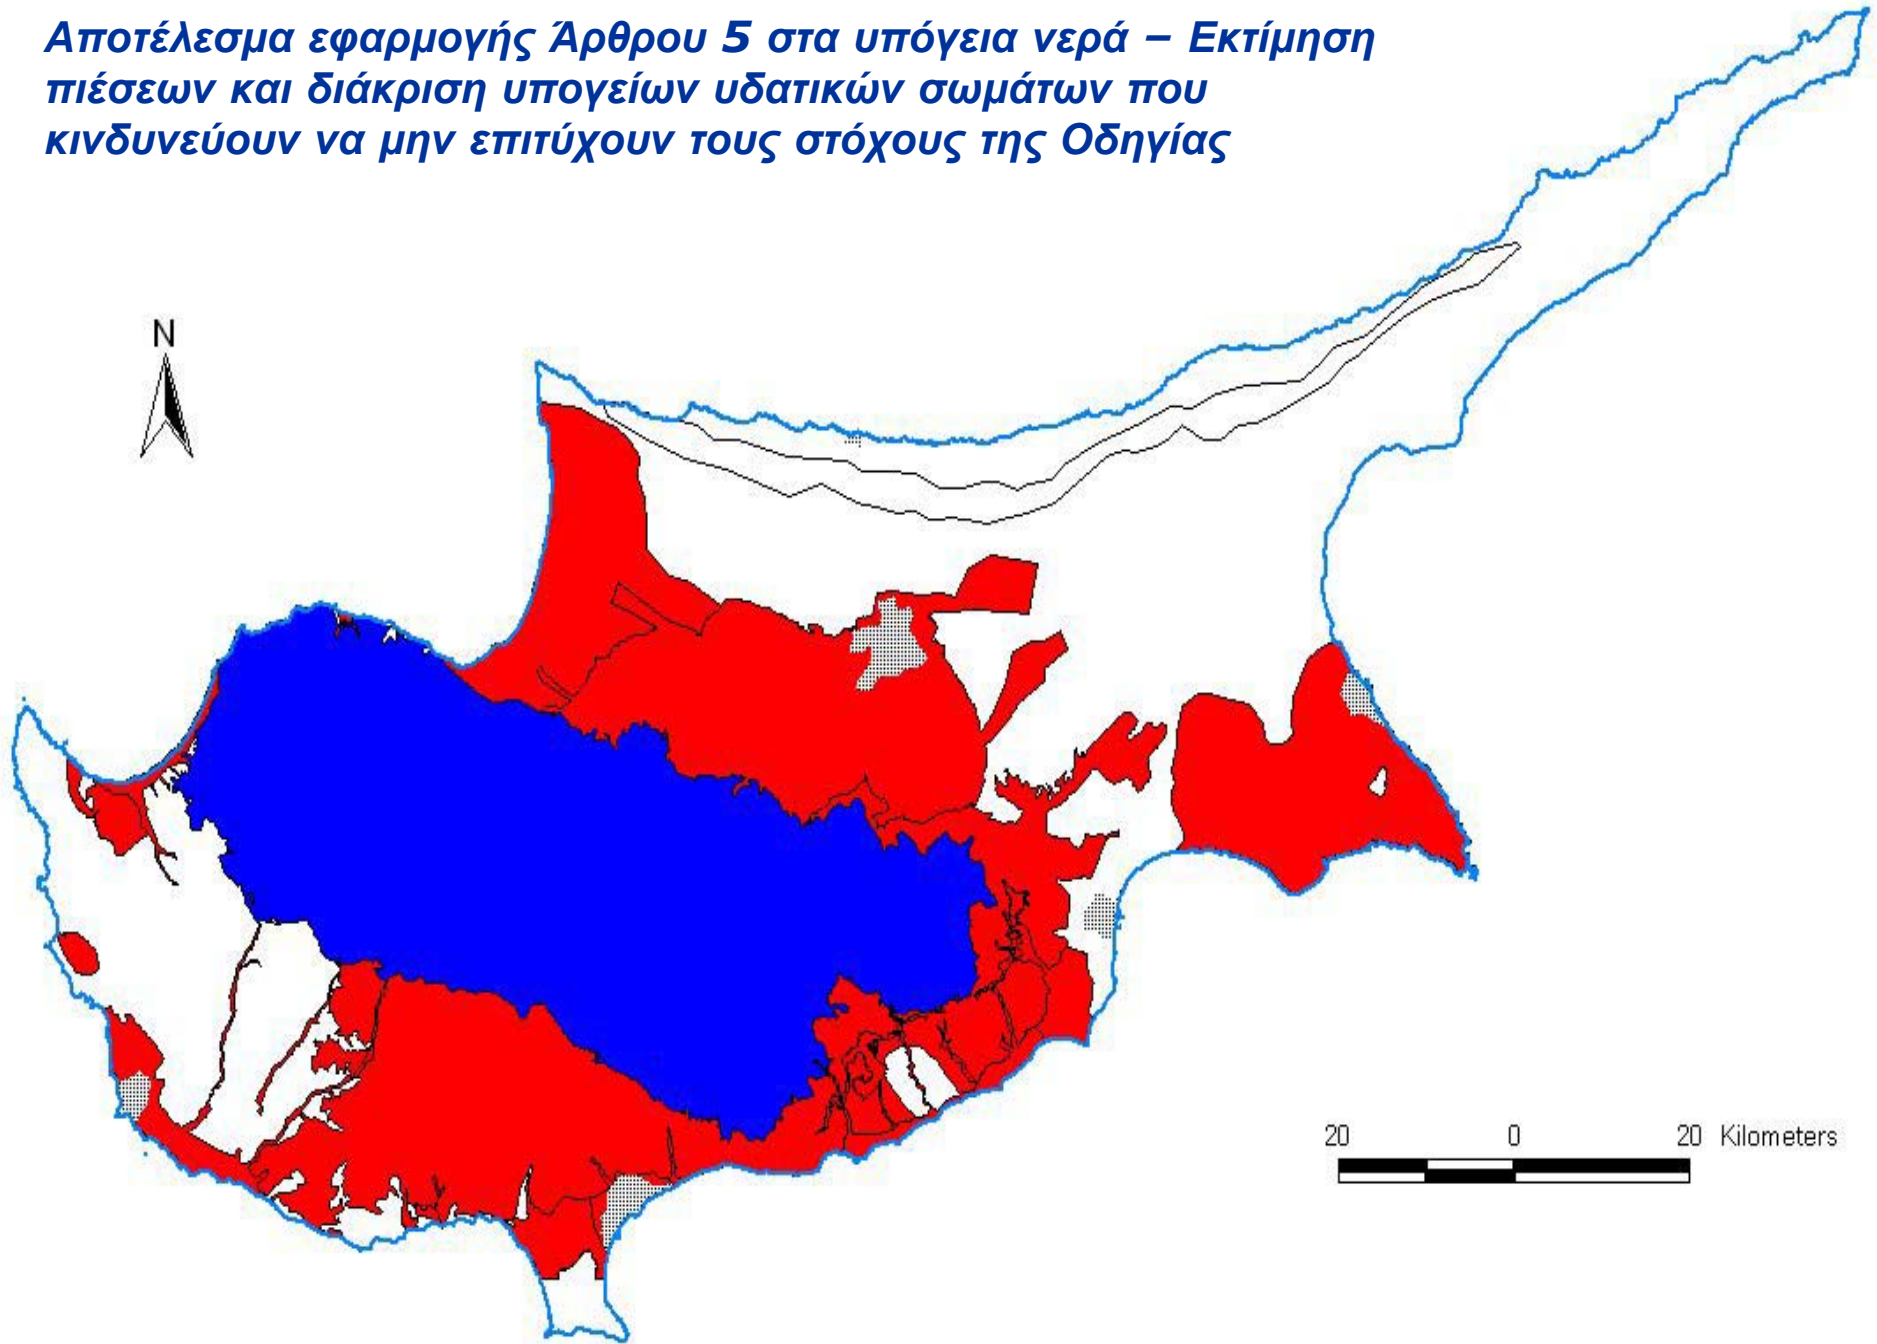 Αποτέλεσμα εφαρμογής Άρθρου 5 στα υπόγεια νερά – Εκτίμηση
πιέσεων και διάκριση υπογείων υδατικών σωμάτων που
κινδυνεύουν να μην επιτύχουν τους στόχους της Οδηγίας
N
20 0 20 Kilometers